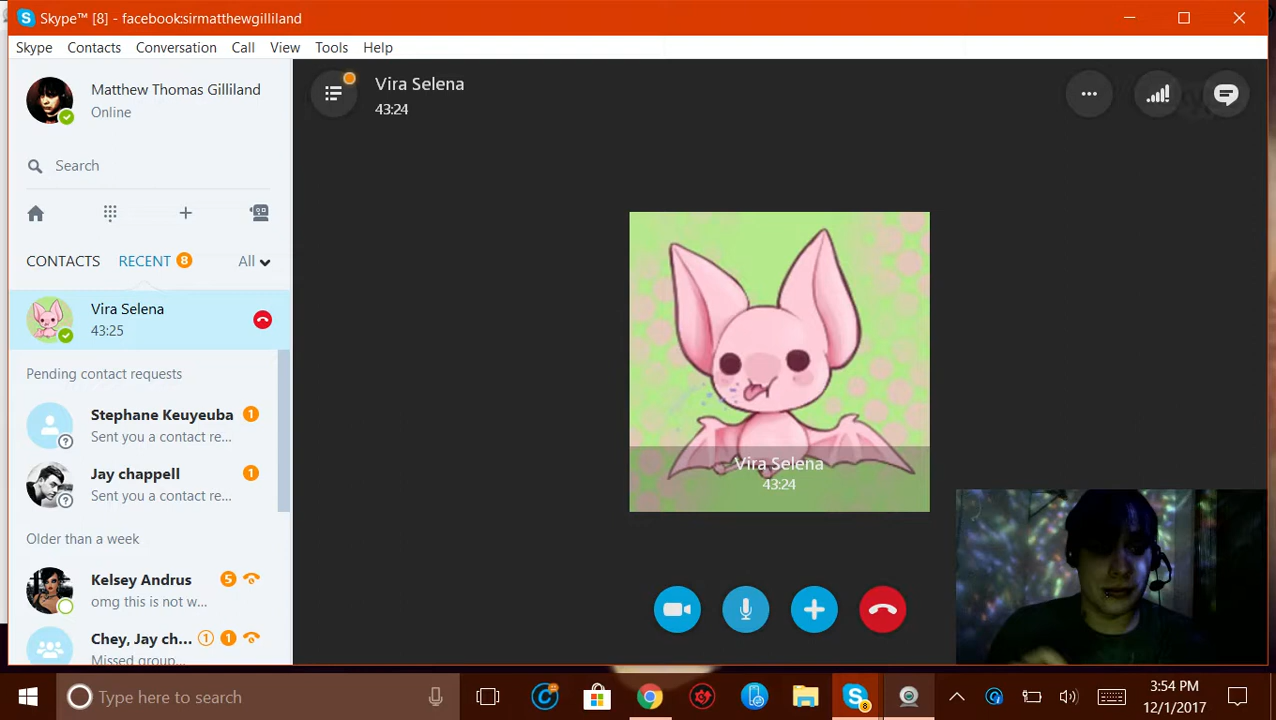 Skype™ [8] - facebook:sirmatthewgilliland
Skype Contacts Conversation Call View Tools Help
Matthew Thomas Gilliland
Online
Search
CONTACTS RECENT 8 All
Vira Selena
43:25
Pending contact requests
Stephane Keuyeuba 1
Sent you a contact re...
Jay chappell 1
Sent you a contact re...
Older than a week
Kelsey Andrus 5
omg this is not w...
Chey, Jay ch... 1 1
Missed group...
Vira Selena
43:24
Vira Selena
43:24
Type here to search
8
3:54 PM
12/1/2017